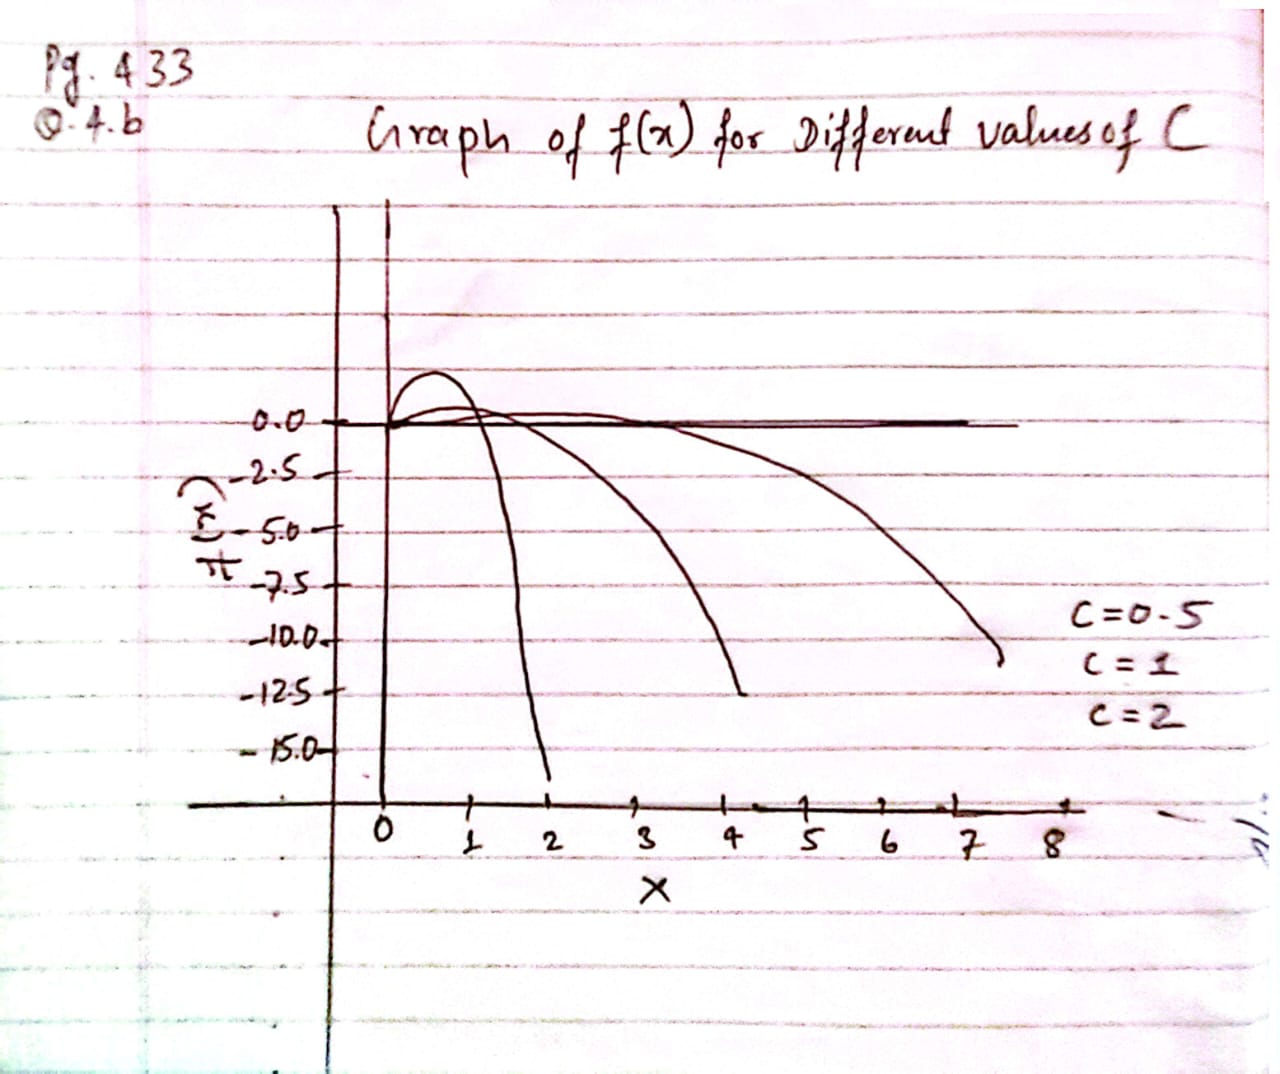 Pg. 433
Q.4.b
Graph of f(x) for Different values of C
0.0
-2.5
-5.0
-7.5
-10.0
-12.5
-15.0
C=0.5
C = 1
C = 2
0 1 2 3 4 5 6 7 8
X